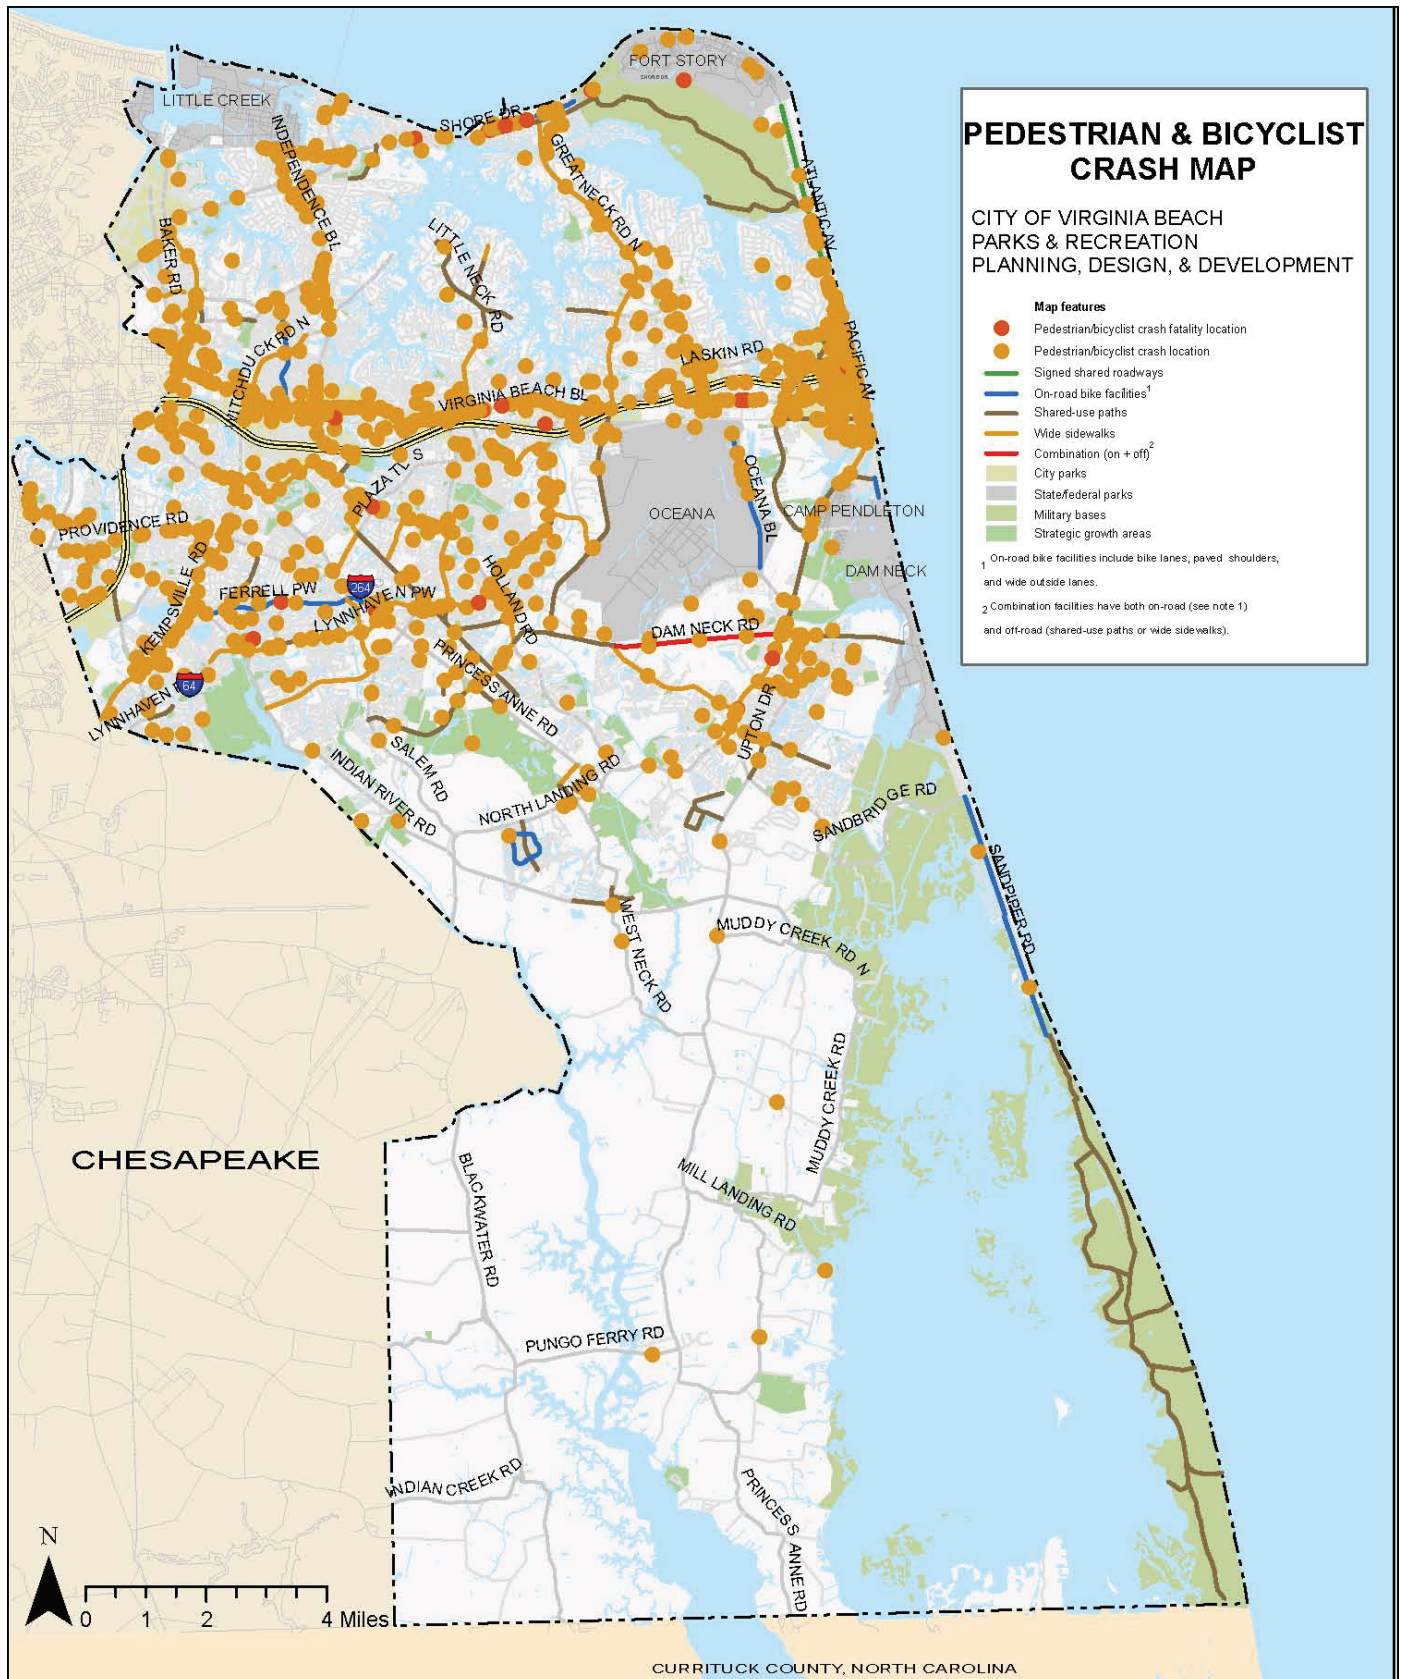 PEDESTRIAN & BICYCLIST
CRASH MAP
CITY OF VIRGINIA BEACH
PARKS & RECREATION
PLANNING, DESIGN, & DEVELOPMENT
Map features
Pedestrian/bicyclist crash fatality location
Pedestrian/bicyclist crash location
Signed shared roadways
On-road bike facilities1
Shared-use paths
Wide sidewalks
Combination (on + off)2
City parks
State/federal parks
Military bases
Strategic growth areas
1 On-road bike facilities include bike lanes, paved shoulders,
and wide outside lanes.
2 Combination facilities have both on-road (see note 1)
and off-road (shared-use paths or wide sidewalks).
FORT STORY
SHORE DR
LITTLE CREEK
SHORE DR
INDEPENDENCE BL
GREAT NECK RD N
ATLANTIC AV
BAKER RD
LITTLE NECK RD
PACIFIC AV
WITCHDUCK RD N
LASKIN RD
VIRGINIA BEACH BL
PLAZA TL S
OCEANA BL
OCEANA
CAMP PENDLETON
PROVIDENCE RD
DAM NECK
KEMPSVILLE RD
HOLLAND RD
FERRELL PW
264
LYNNHAVEN PW
DAM NECK RD
PRINCESS ANNE RD
LYNNHAVEN P
64
UPTON DR
SALEM RD
INDIAN RIVER RD
NORTH LANDING RD
SANDBRIDGE RD
SANDPIPER RD
WEST NECK RD
MUDDY CREEK RD N
MUDDY CREEK RD
CHESAPEAKE
BLACKWATER RD
MILL LANDING RD
PUNGO FERRY RD
INDIAN CREEK RD
PRINCESS ANNE RD
N
0 1 2 4 Miles
CURRITUCK COUNTY, NORTH CAROLINA